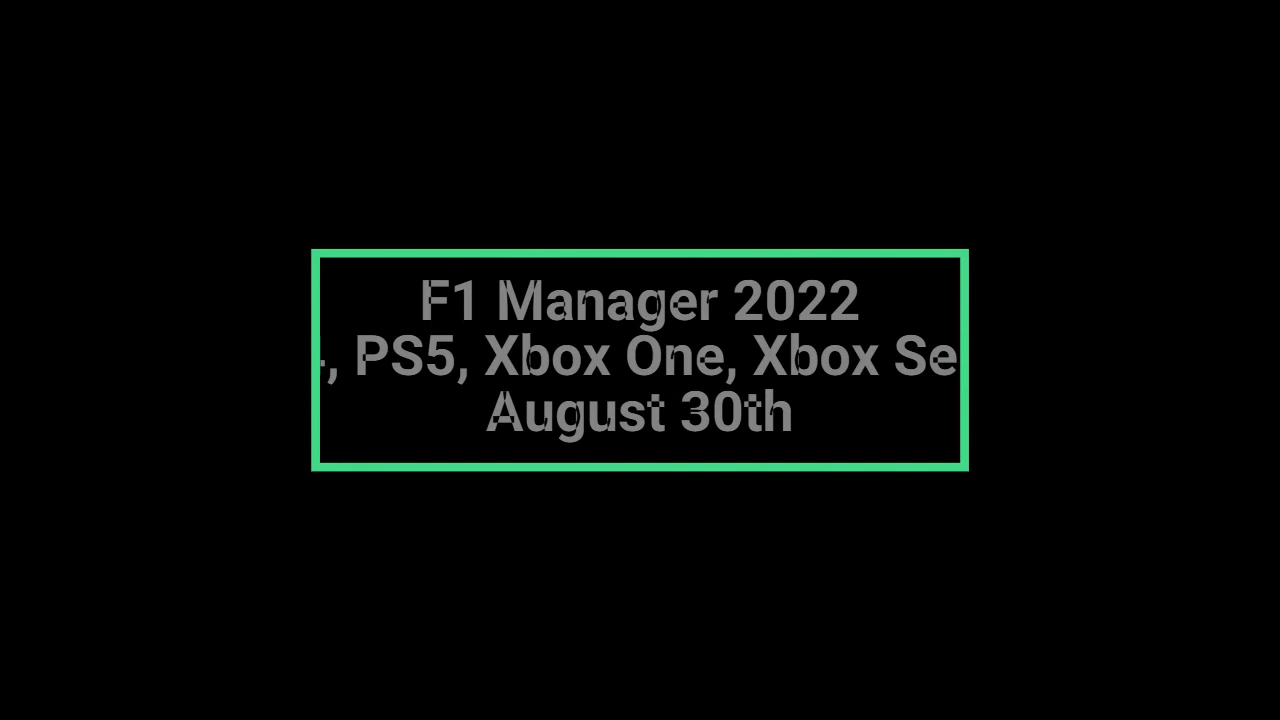 F1 Manager 2022
, PS5, Xbox One, Xbox Se
August 30th